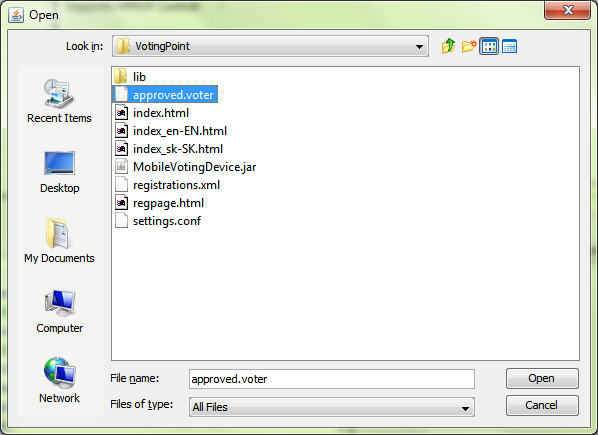 Open
Look in: VotingPoint
Recent Items
Desktop
My Documents
Computer
Network
lib
approved.voter
index.html
index_en-EN.html
index_sk-SK.html
MobileVotingDevice.jar
registrations.xml
regpage.html
settings.conf
File name: approved.voter Open
Files of type: All Files Cancel